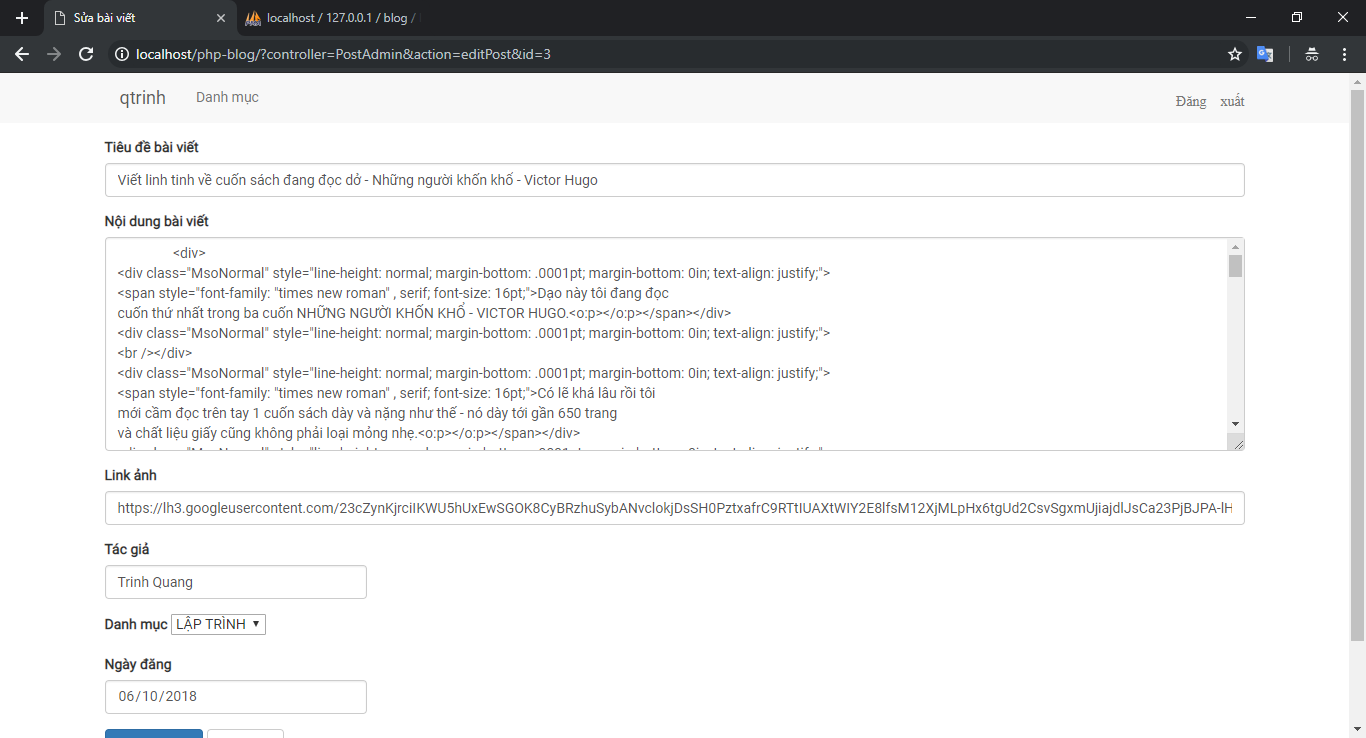 Sửa bài viết
localhost / 127.0.0.1 / blog /
localhost/php-blog/?controller=PostAdmin&action=editPost&id=3
qtrinh Danh mục Đăng xuất
Tiêu đề bài viết
Viết linh tinh về cuốn sách đang đọc dở - Những người khốn khổ - Victor Hugo
Nội dung bài viết
<div>
<div class="MsoNormal" style="line-height: normal; margin-bottom: .0001pt; margin-bottom: 0in; text-align: justify;">
<span style="font-family: "times new roman" , serif; font-size: 16pt;">Dạo này tôi đang đọc
cuốn thứ nhất trong ba cuốn NHỮNG NGƯỜI KHỐN KHỔ - VICTOR HUGO.<o:p></o:p></span></div>
<div class="MsoNormal" style="line-height: normal; margin-bottom: .0001pt; margin-bottom: 0in; text-align: justify;">
<br /></div>
<div class="MsoNormal" style="line-height: normal; margin-bottom: .0001pt; margin-bottom: 0in; text-align: justify;">
<span style="font-family: "times new roman" , serif; font-size: 16pt;">Có lẽ khá lâu rồi tôi
mới cầm đọc trên tay 1 cuốn sách dày và nặng như thế - nó dày tới gần 650 trang
và chất liệu giấy cũng không phải loại mỏng nhẹ.<o:p></o:p></span></div>
Link ảnh
Tác giả
Trinh Quang
Danh mục LẬP TRÌNH
Ngày đăng
06/10/2018